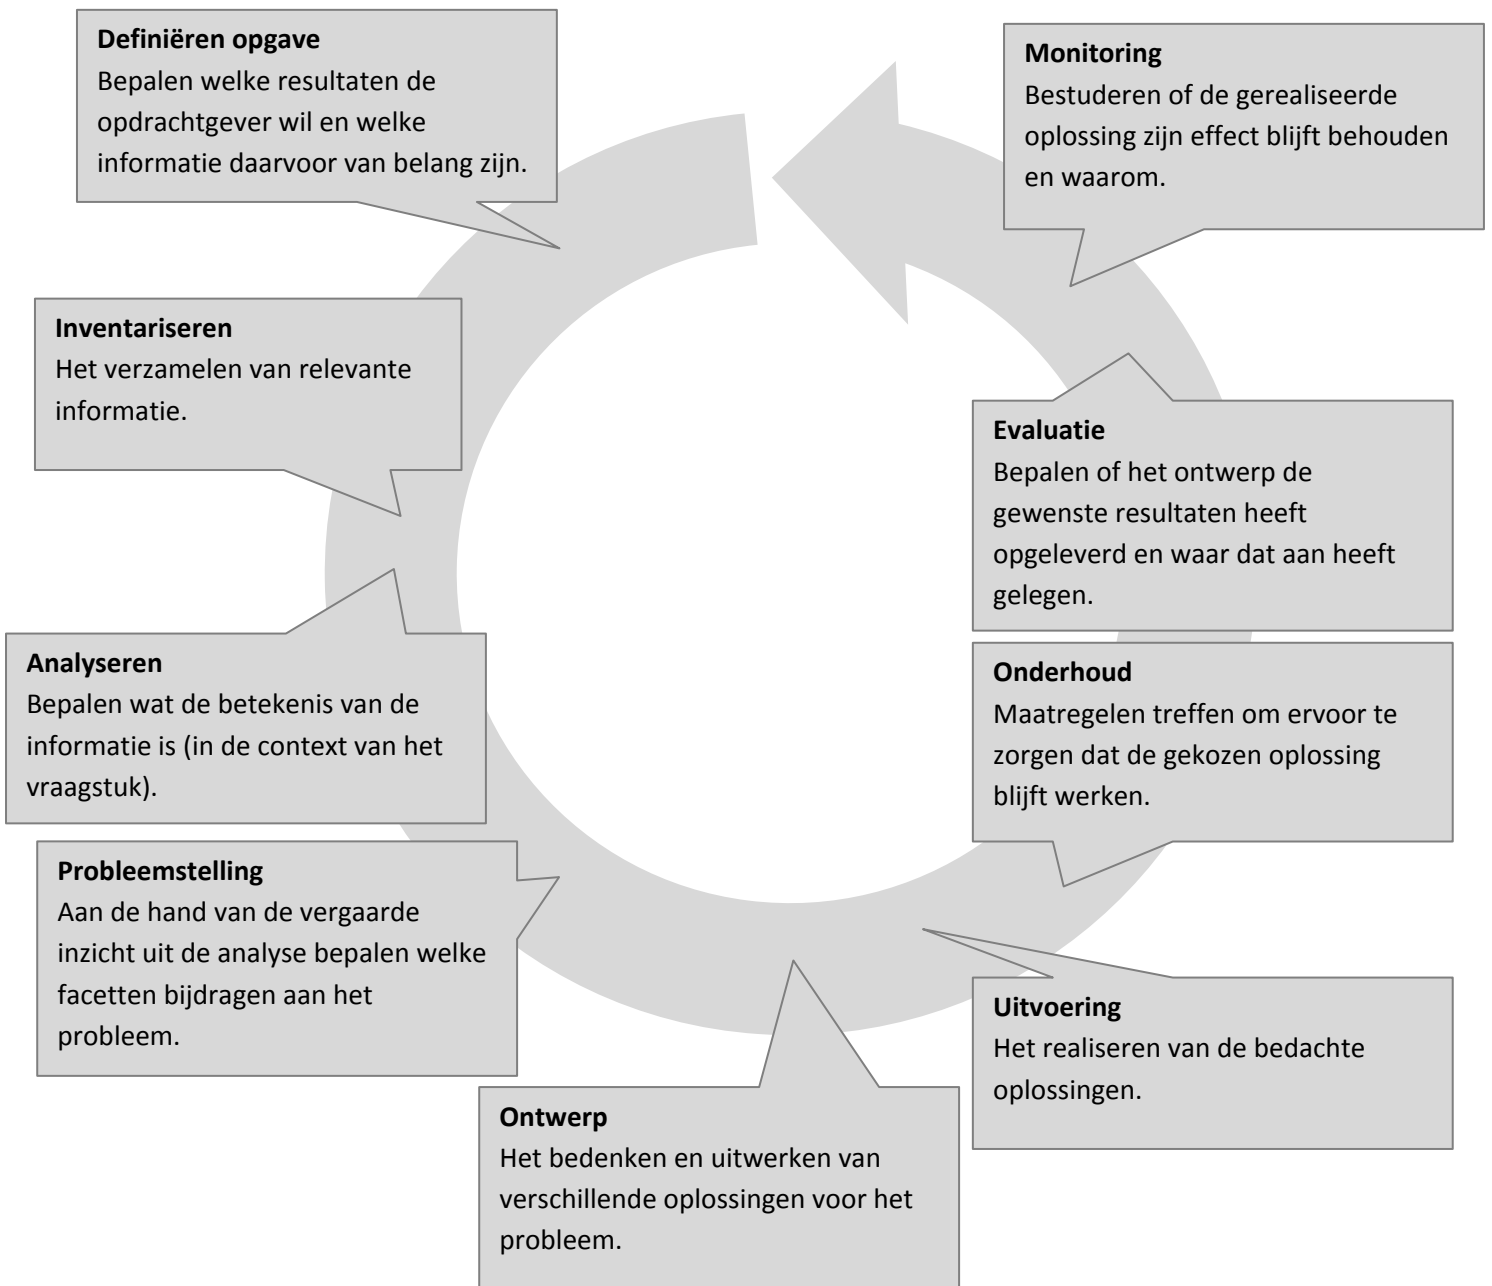 Definiëren opgave
Bepalen welke resultaten de
opdrachtgever wil en welke
informatie daarvoor van belang zijn.
Inventariseren
Het verzamelen van relevante
informatie.
Analyseren
Bepalen wat de betekenis van de
informatie is (in de context van het
vraagstuk).
Probleemstelling
Aan de hand van de vergaarde
inzicht uit de analyse bepalen welke
facetten bijdragen aan het
probleem.
Ontwerp
Het bedenken en uitwerken van
verschillende oplossingen voor het
probleem.
Uitvoering
Het realiseren van de bedachte
oplossingen.
Onderhoud
Maatregelen treffen om ervoor te
zorgen dat de gekozen oplossing
blijft werken.
Evaluatie
Bepalen of het ontwerp de
gewenste resultaten heeft
opgeleverd en waar dat aan heeft
gelegen.
Monitoring
Bestuderen of de gerealiseerde
oplossing zijn effect blijft behouden
en waarom.